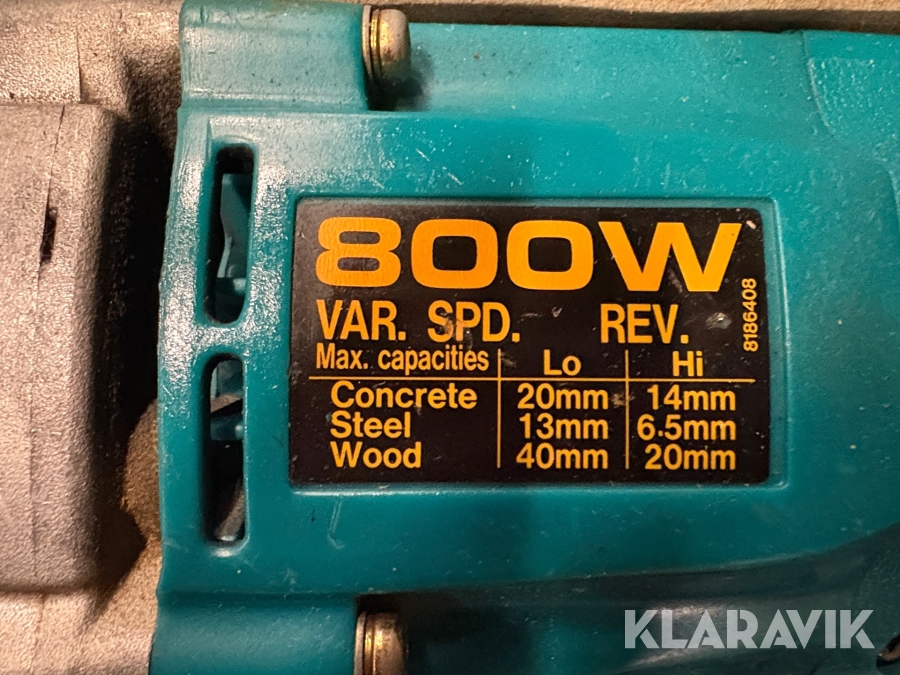 800W
VAR. SPD. REV.
8186408
Max. capacities Lo Hi
Concrete 20mm 14mm
Steel 13mm 6.5mm
Wood 40mm 20mm
KLARAVIK